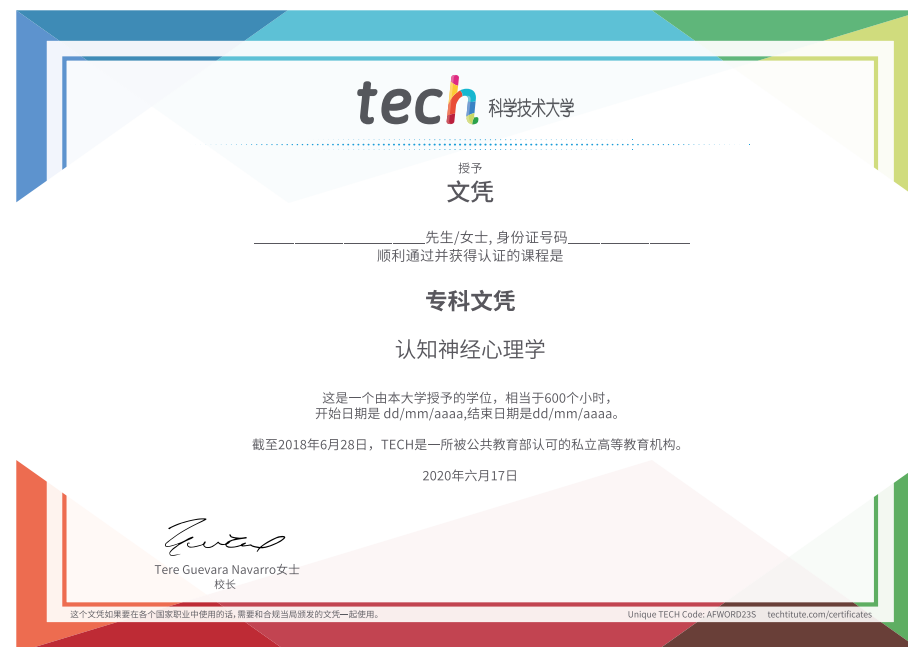 tech 科学技术大学
授予
文凭
先生/女士, 身份证号码
顺利通过并获得认证的课程是
专科文凭
认知神经心理学
这是一个由本大学授予的学位，相当于600个小时，
开始日期是 dd/mm/aaaa,结束日期是dd/mm/aaaa。
截至2018年6月28日，TECH是一所被公共教育部认可的私立高等教育机构。
2020年六月17日
Tere Guevara Navarro女士
校长
这个文凭如果要在各个国家职业中使用的话,需要和合规当局颁发的文凭一起使用。
Unique TECH Code: AFWORD23S techtitute.com/certificates